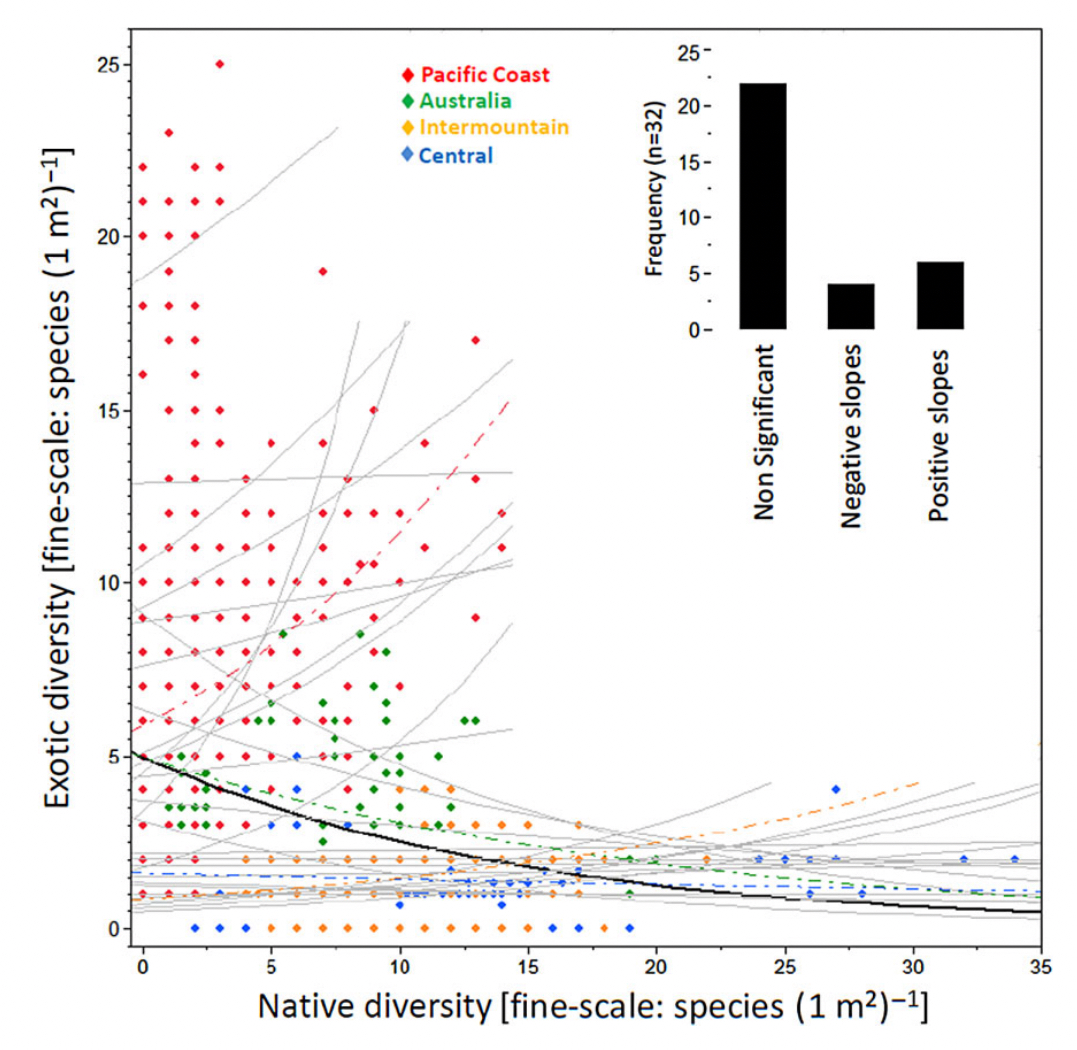 Exotic diversity [fine-scale: species (1 m²)⁻¹]
25
20
15
10
5
0
Pacific Coast
Australia
Intermountain
Central
Frequency (n=32)
25
20
15
10
5
0
Non Significant
Negative slopes
Positive slopes
0
5
10
15
20
25
30
35
Native diversity [fine-scale: species (1 m²)⁻¹]